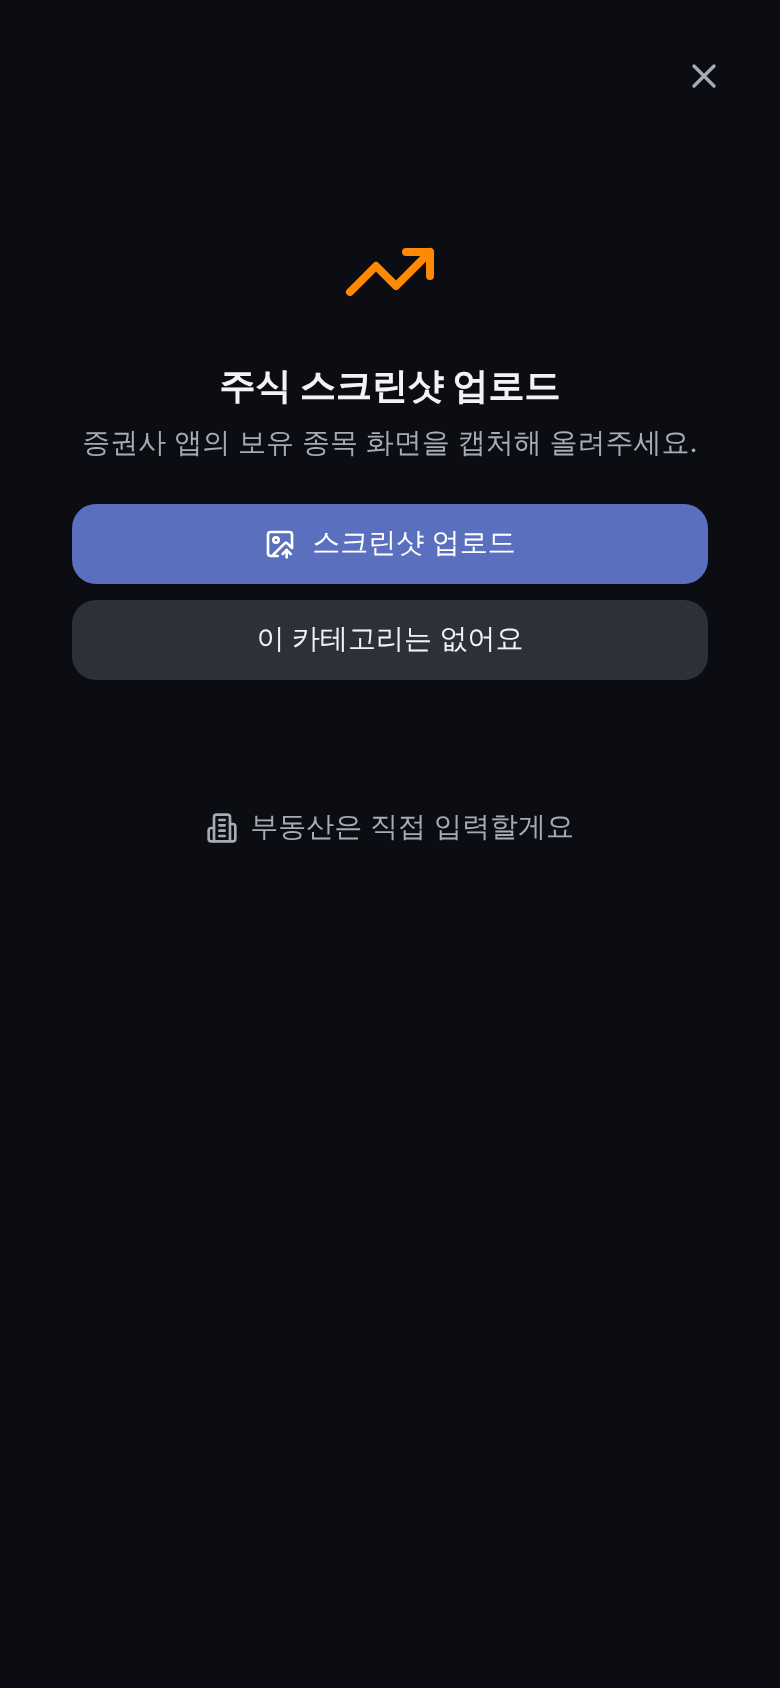 주식 스크린샷 업로드
증권사 앱의 보유 종목 화면을 캡처해 올려주세요.
스크린샷 업로드
이 카테고리는 없어요
부동산은 직접 입력할게요